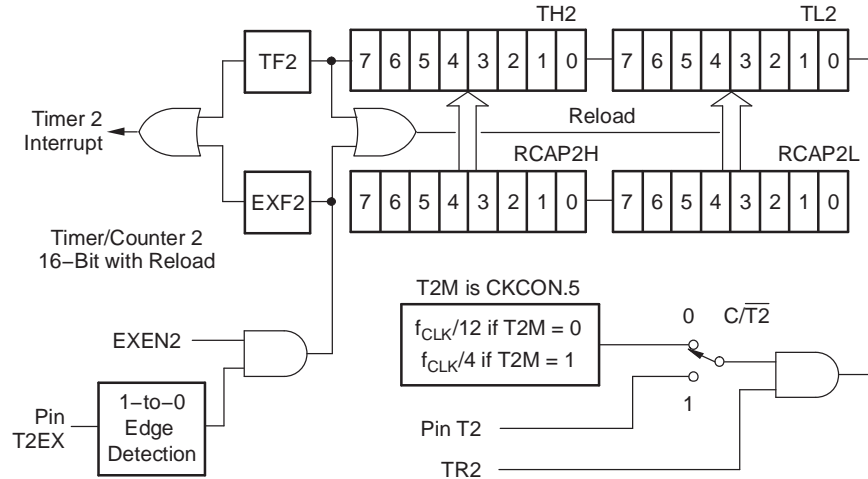 TH2
TL2
TF2
7 6 5 4 3 2 1 0
7 6 5 4 3 2 1 0
Timer 2
Interrupt
Reload
RCAP2H
RCAP2L
EXF2
7 6 5 4 3 2 1 0
7 6 5 4 3 2 1 0
Timer/Counter 2
16−Bit with Reload
T2M is CKCON.5
fCLK/12 if T2M = 0
fCLK/4 if T2M = 1
0
C/T2
1
EXEN2
Pin
T2EX
1−to−0
Edge
Detection
Pin T2
TR2